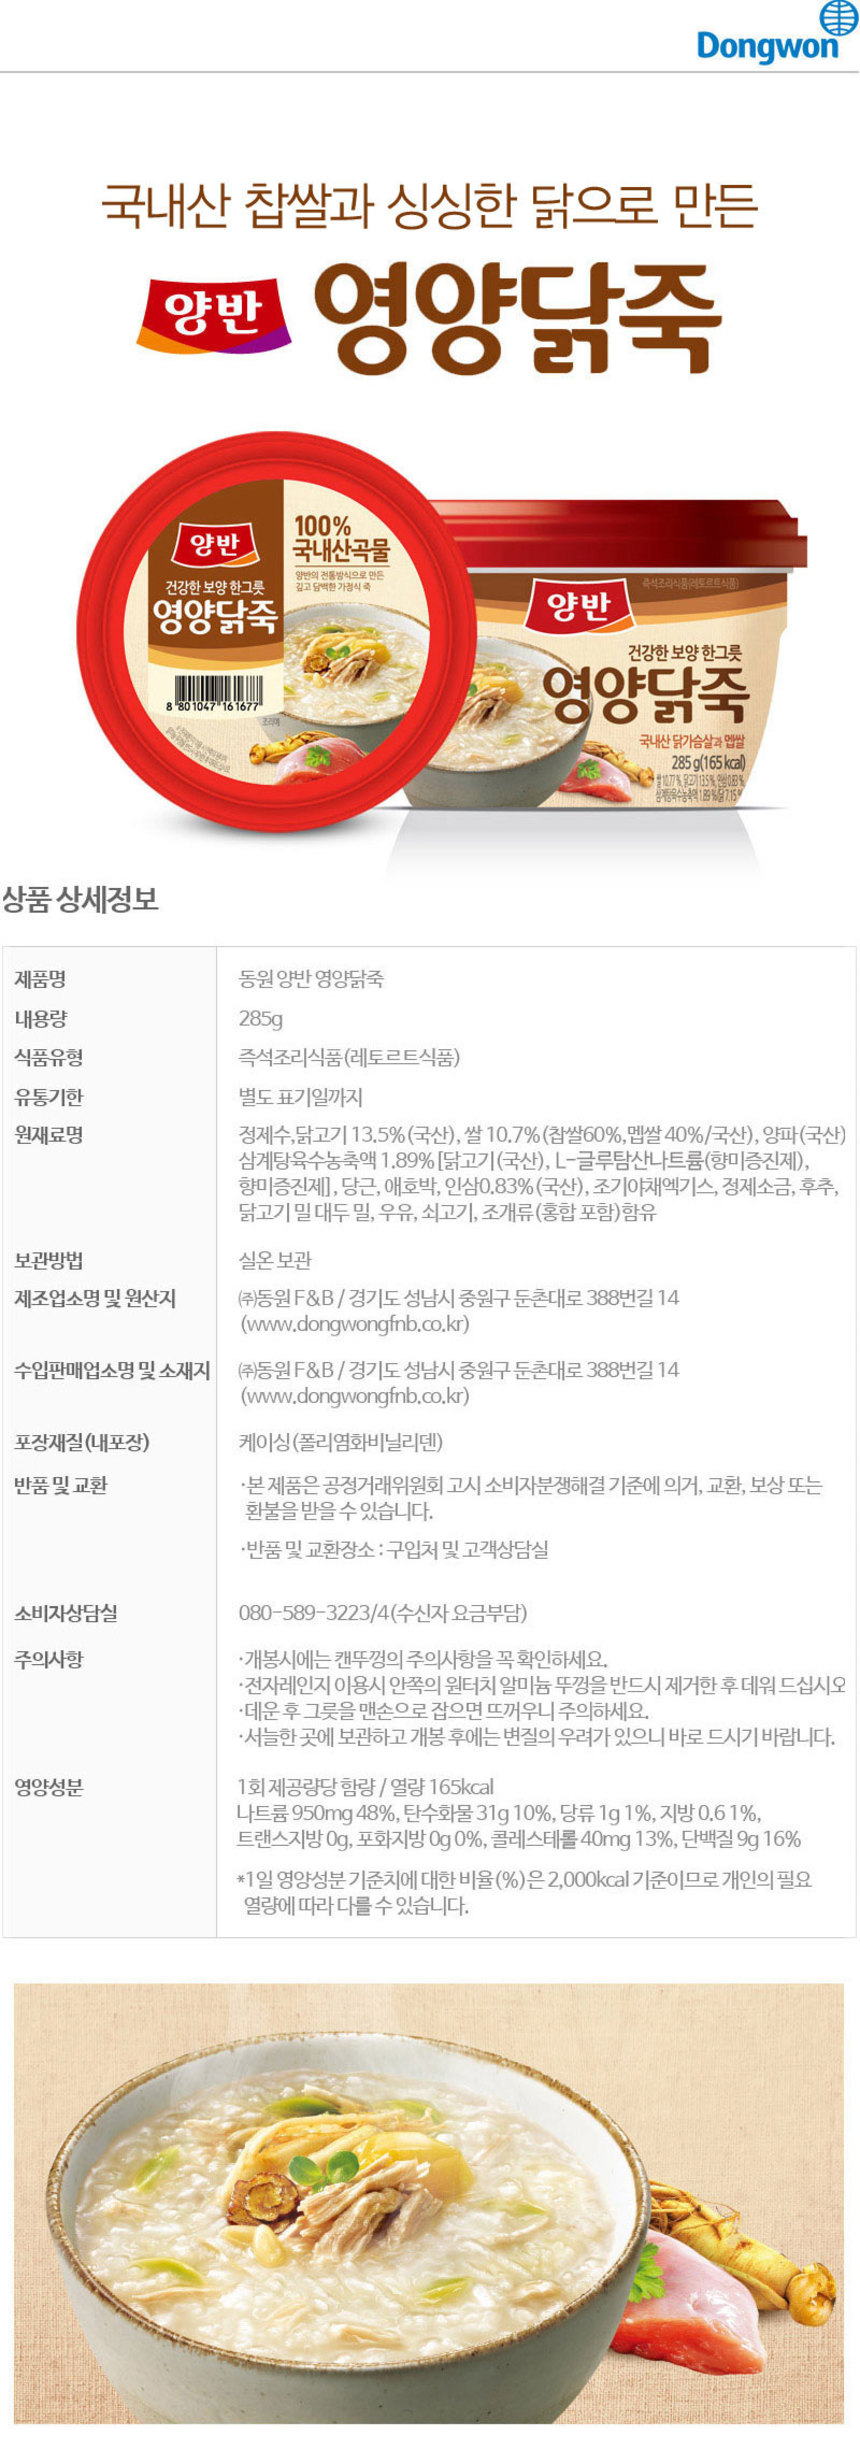 Dongwon
국내산 찹쌀과 싱싱한 닭으로 만든
양반 영양닭죽
양반
건강한 보양 한그릇
영양닭죽
100%
국내산곡물
양반의 전통방식으로 만든
깊고 담백한 가정식 죽
8 801047 161677
조리예
즉석조리식품(레토르트식품)
양반
건강한 보양 한그릇
영양닭죽
국내산 닭가슴살과 멥쌀
285 g(165 kcal)
쌀 10.7%, 닭고기 13.5%, 인삼 0.83%,
삼계탕육수농축액 1.89%
상품 상세정보
제품명 동원 양반 영양닭죽
내용량 285g
식품유형 즉석조리식품(레토르트식품)
유통기한 별도 표기일까지
원재료명 정제수,닭고기 13.5%(국산), 쌀 10.7%(찹쌀60%,멥쌀 40%/국산), 양파(국산)
삼계탕육수농축액 1.89%[닭고기(국산), L-글루탐산나트륨(향미증진제),
향미증진제], 당근, 애호박, 인삼0.83%(국산), 조기야채엑기스, 정제소금, 후추,
닭고기 밀 대두 밀, 우유, 쇠고기, 조개류(홍합 포함)함유
보관방법 실온 보관
제조업소명 및 원산지 ㈜동원 F&B / 경기도 성남시 중원구 둔촌대로 388번길 14
(www.dongwongfnb.co.kr)
수입판매업소명 및 소재지 ㈜동원 F&B / 경기도 성남시 중원구 둔촌대로 388번길 14
(www.dongwongfnb.co.kr)
포장재질(내포장) 케이싱(폴리염화비닐리덴)
반품 및 교환 ·본 제품은 공정거래위원회 고시 소비자분쟁해결 기준에 의거, 교환, 보상 또는
환불을 받을 수 있습니다.
·반품 및 교환장소 : 구입처 및 고객상담실
소비자상담실 080-589-3223/4(수신자 요금부담)
주의사항 ·개봉시에는 캔뚜껑의 주의사항을 꼭 확인하세요.
·전자레인지 이용시 안쪽의 원터치 알미늄 뚜껑을 반드시 제거한 후 데워 드십시오
·데운 후 그릇을 맨손으로 잡으면 뜨꺼우니 주의하세요.
·서늘한 곳에 보관하고 개봉 후에는 변질의 우려가 있으니 바로 드시기 바랍니다.
영양성분 1회 제공량당 함량 / 열량 165kcal
나트륨 950mg 48%, 탄수화물 31g 10%, 당류 1g 1%, 지방 0.6 1%,
트랜스지방 0g, 포화지방 0g 0%, 콜레스테롤 40mg 13%, 단백질 9g 16%
*1일 영양성분 기준치에 대한 비율(%)은 2,000kcal 기준이므로 개인의 필요
열량에 따라 다를 수 있습니다.